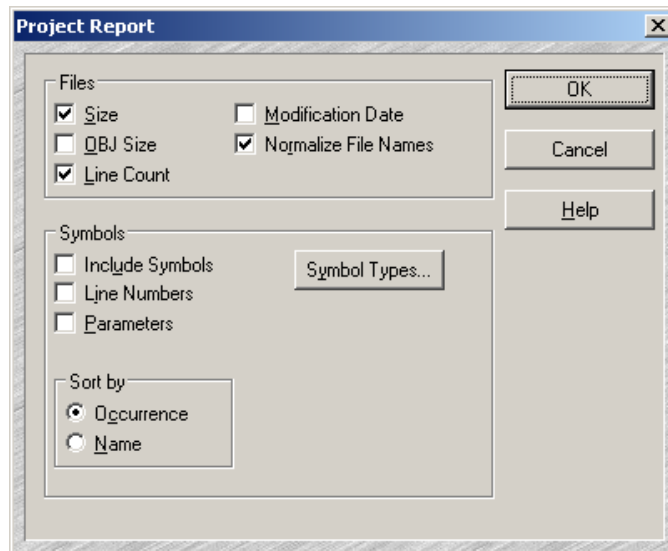 Project Report
Files
Size
Modification Date
OBJ Size
Normalize File Names
Line Count
OK
Cancel
Help
Symbols
Include Symbols
Symbol Types...
Line Numbers
Parameters
Sort by
Occurrence
Name